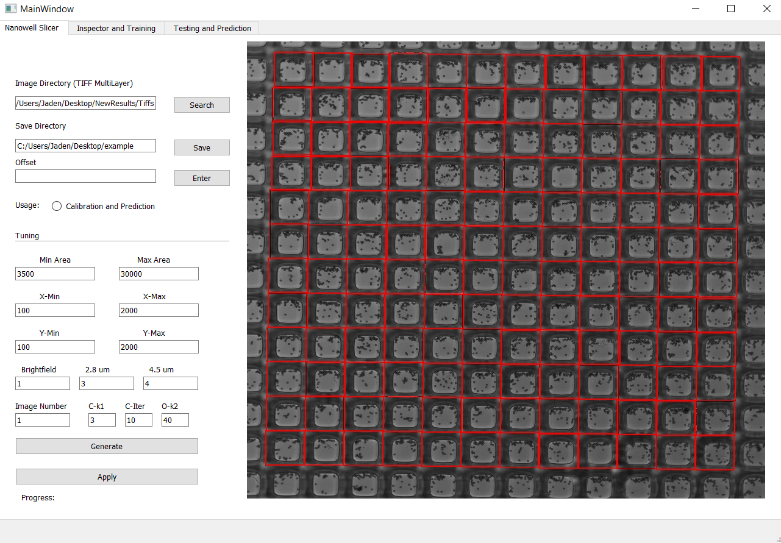 MainWindow
Nanowell Slicer Inspector and Training Testing and Prediction
Image Directory (TIFF MultiLayer)
/Users/Jaden/Desktop/NewResults/Tiffs Search
Save Directory
C:/Users/Jaden/Desktop/example Save
Offset
Enter
Usage: Calibration and Prediction
Tuning
Min Area Max Area
3500 30000
X-Min X-Max
100 2000
Y-Min Y-Max
100 2000
Brightfield 2.8 um 4.5 um
1 3 4
Image Number C-k1 C-Iter O-k2
1 3 10 40
Generate
Apply
Progress: